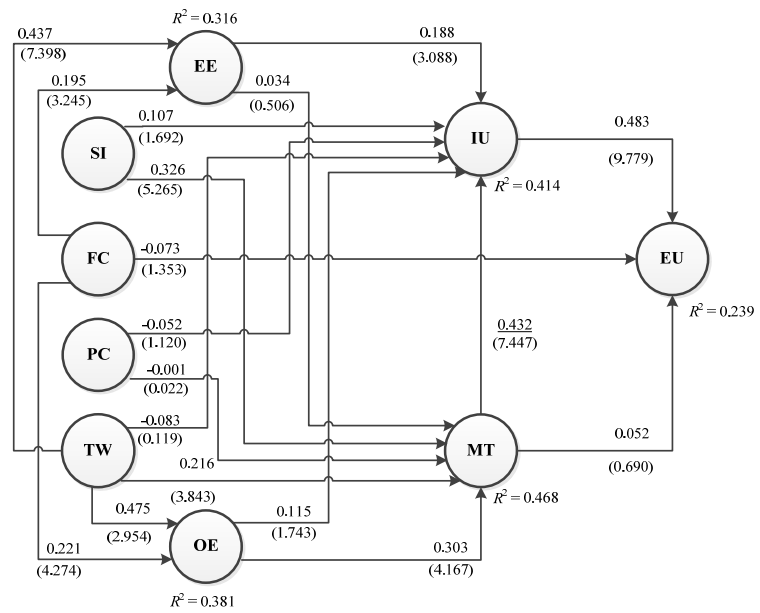 R² = 0.316
0.437
(7.398)
EE
0.188
(3.088)
0.195
(3.245)
0.034
(0.506)
SI
0.107
(1.692)
IU
0.483
(9.779)
0.326
(5.265)
R² = 0.414
FC
-0.073
(1.353)
EU
R² = 0.239
PC
-0.052
(1.120)
0.432
(7.447)
-0.001
(0.022)
TW
-0.083
(0.119)
0.216
MT
0.052
(0.690)
(3.843)
R² = 0.468
0.475
(2.954)
OE
0.115
(1.743)
0.221
(4.274)
0.303
(4.167)
R² = 0.381